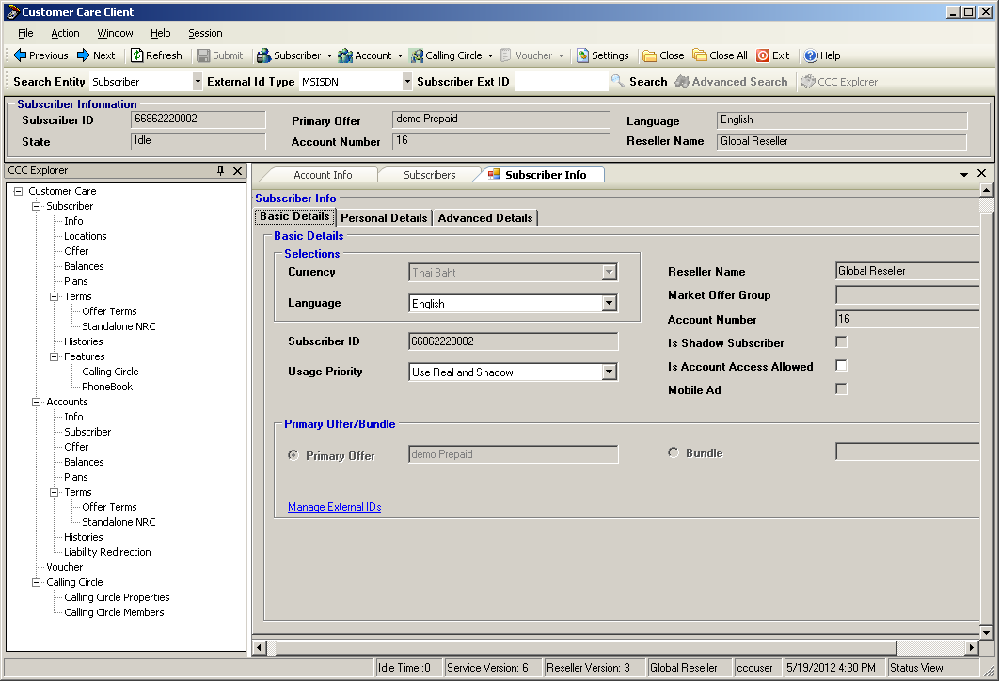 Customer Care Client
File Action Window Help Session
Previous Next Refresh Submit Subscriber Account Calling Circle Voucher Settings Close Close All Exit Help
Search Entity Subscriber External Id Type MSISDN Subscriber Ext ID Search Advanced Search CCC Explorer
Subscriber Information
Subscriber ID 66862220002 Primary Offer demo Prepaid Language English
State Idle Account Number 16 Reseller Name Global Reseller
CCC Explorer
Customer Care
Subscriber
Info
Locations
Offer
Balances
Plans
Terms
Offer Terms
Standalone NRC
Histories
Features
Calling Circle
PhoneBook
Accounts
Info
Subscriber
Offer
Balances
Plans
Terms
Offer Terms
Standalone NRC
Histories
Liability Redirection
Voucher
Calling Circle
Calling Circle Properties
Calling Circle Members
Account Info Subscribers Subscriber Info
Subscriber Info
Basic Details Personal Details Advanced Details
Basic Details
Selections
Currency Thai Baht
Language English
Subscriber ID 66862220002
Usage Priority Use Real and Shadow
Reseller Name Global Reseller
Market Offer Group
Account Number 16
Is Shadow Subscriber
Is Account Access Allowed
Mobile Ad
Primary Offer/Bundle
Primary Offer demo Prepaid Bundle
Manage External IDs
Idle Time :0 Service Version: 6 Reseller Version: 3 Global Reseller cccuser 5/19/2012 4:30 PM Status View